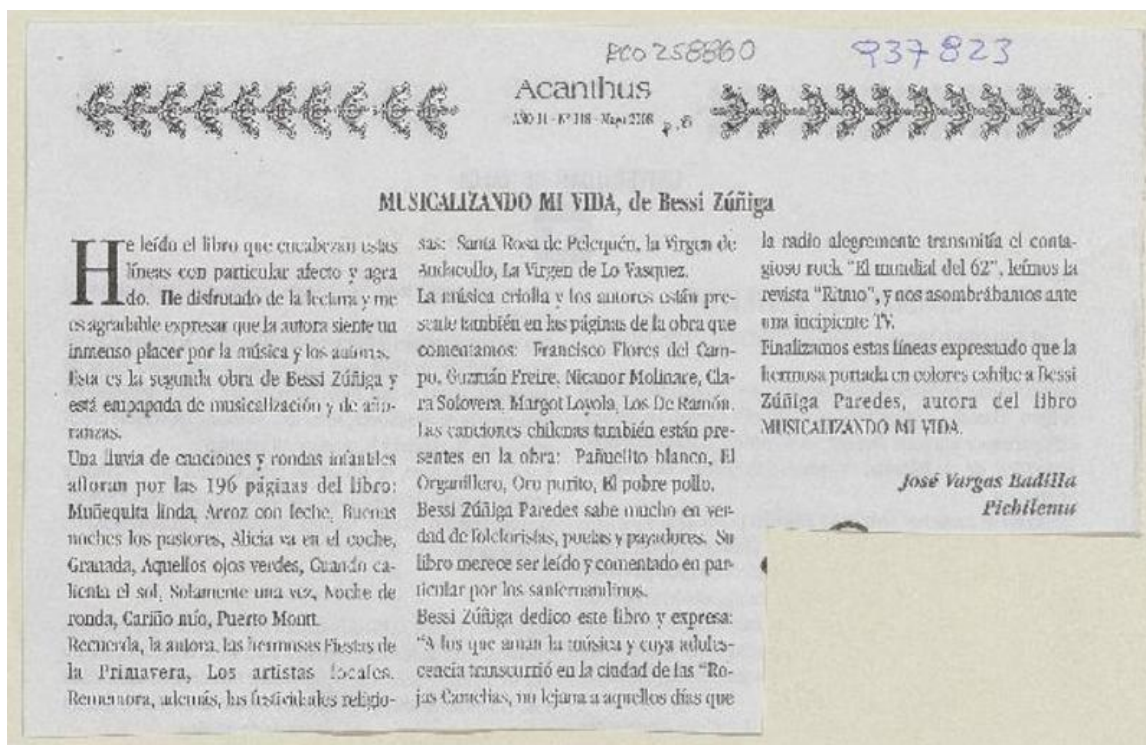 RCO 258860
937 823
Acanthus
AÑO 11 - Nº 118 - Mayo 2008
p. 8
MUSICALIZANDO MI VIDA, de Bessi Zúñiga
He leído el libro que encabezan estas
líneas con particular afecto y agra
do. He disfrutado de la lectura y me
es agradable expresar que la autora siente un
inmenso placer por la música y los autores.
Esta es la segunda obra de Bessi Zúñiga y
está empapada de musicalización y de año-
ranzas.
Una lluvia de canciones y rondas infantiles
afloran por las 196 páginas del libro:
Muñequita linda, Arroz con leche, Buenas
noches los pastores, Alicia va en el coche,
Granada, Aquellos ojos verdes, Cuando ca-
lienta el sol, Solamente una vez, Noche de
ronda, Cariño mío, Puerto Montt.
Recuerda, la autora, las hermosas Fiestas de
la Primavera, Los artistas locales.
Rememora, además, las festividades religio-
sas: Santa Rosa de Pelequén, la Virgen de
Andacollo, La Virgen de Lo Vasquez.
La música criolla y los autores están pre-
sente también en las páginas de la obra que
comentamos: Francisco Flores del Cam-
po, Guzmán Freire, Nicanor Molinare, Cla-
ra Solovera, Margot Loyola, Los De Ramón.
Las canciones chilenas también están pre-
sentes en la obra: Pañuelito blanco, El
Organillero, Oro purito, El pobre pollo.
Bessi Zúñiga Paredes sabe mucho en ver-
dad de folcloristas, poetas y payadores. Su
libro merece ser leído y comentado en par-
ticular por los sanfernandinos.
Bessi Zúñiga dedico este libro y expresa:
"A los que aman la música y cuya adoles-
cencia transcurrió en la ciudad de las "Ro-
jas Camelias, no lejana a aquellos días que
la radio alegremente transmitía el conta-
gioso rock "El mundial del 62", leímos la
revista "Ritmo", y nos asombrábamos ante
una incipiente TV.
Finalizamos estas líneas expresando que la
hermosa portada en colores exhibe a Bessi
Zúñiga Paredes, autora del libro
MUSICALIZANDO MI VIDA.
José Vargas Badilla
Pichilemu